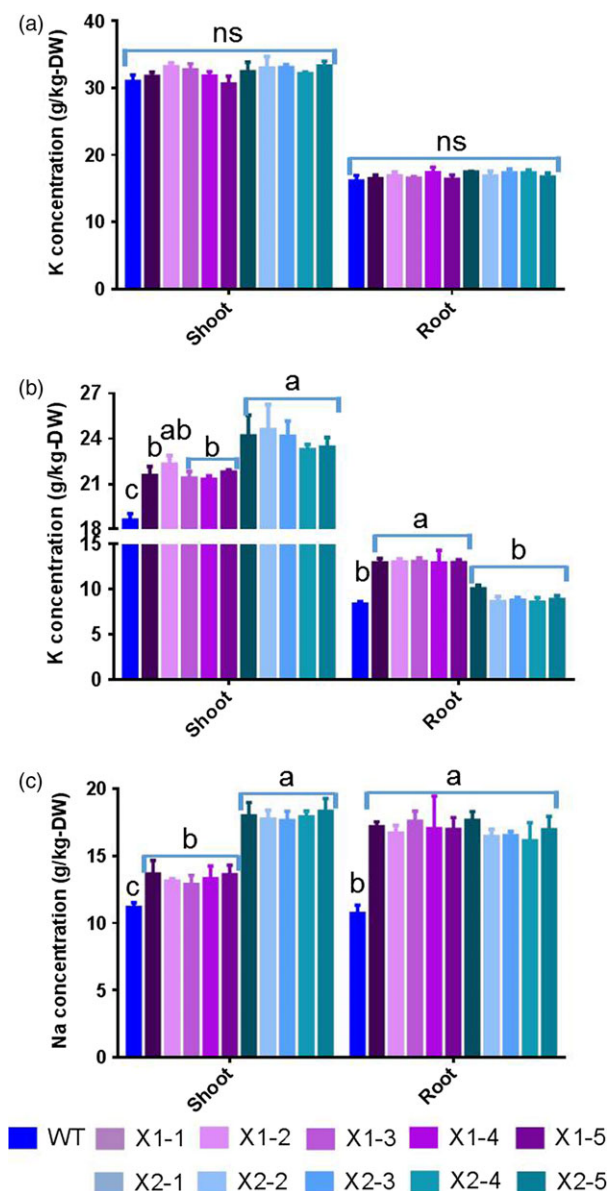 (a)
K concentration (g/kg-DW)
40
30
20
10
0
ns
ns
Shoot
Root
(b)
K concentration (g/kg-DW)
27
24
21
18
15
10
5
0
c
b
ab
b
a
b
a
b
Shoot
Root
(c)
Na concentration (g/kg-DW)
20
15
10
5
0
c
b
a
b
a
Shoot
Root
WT X1-1 X1-2 X1-3 X1-4 X1-5
X2-1 X2-2 X2-3 X2-4 X2-5